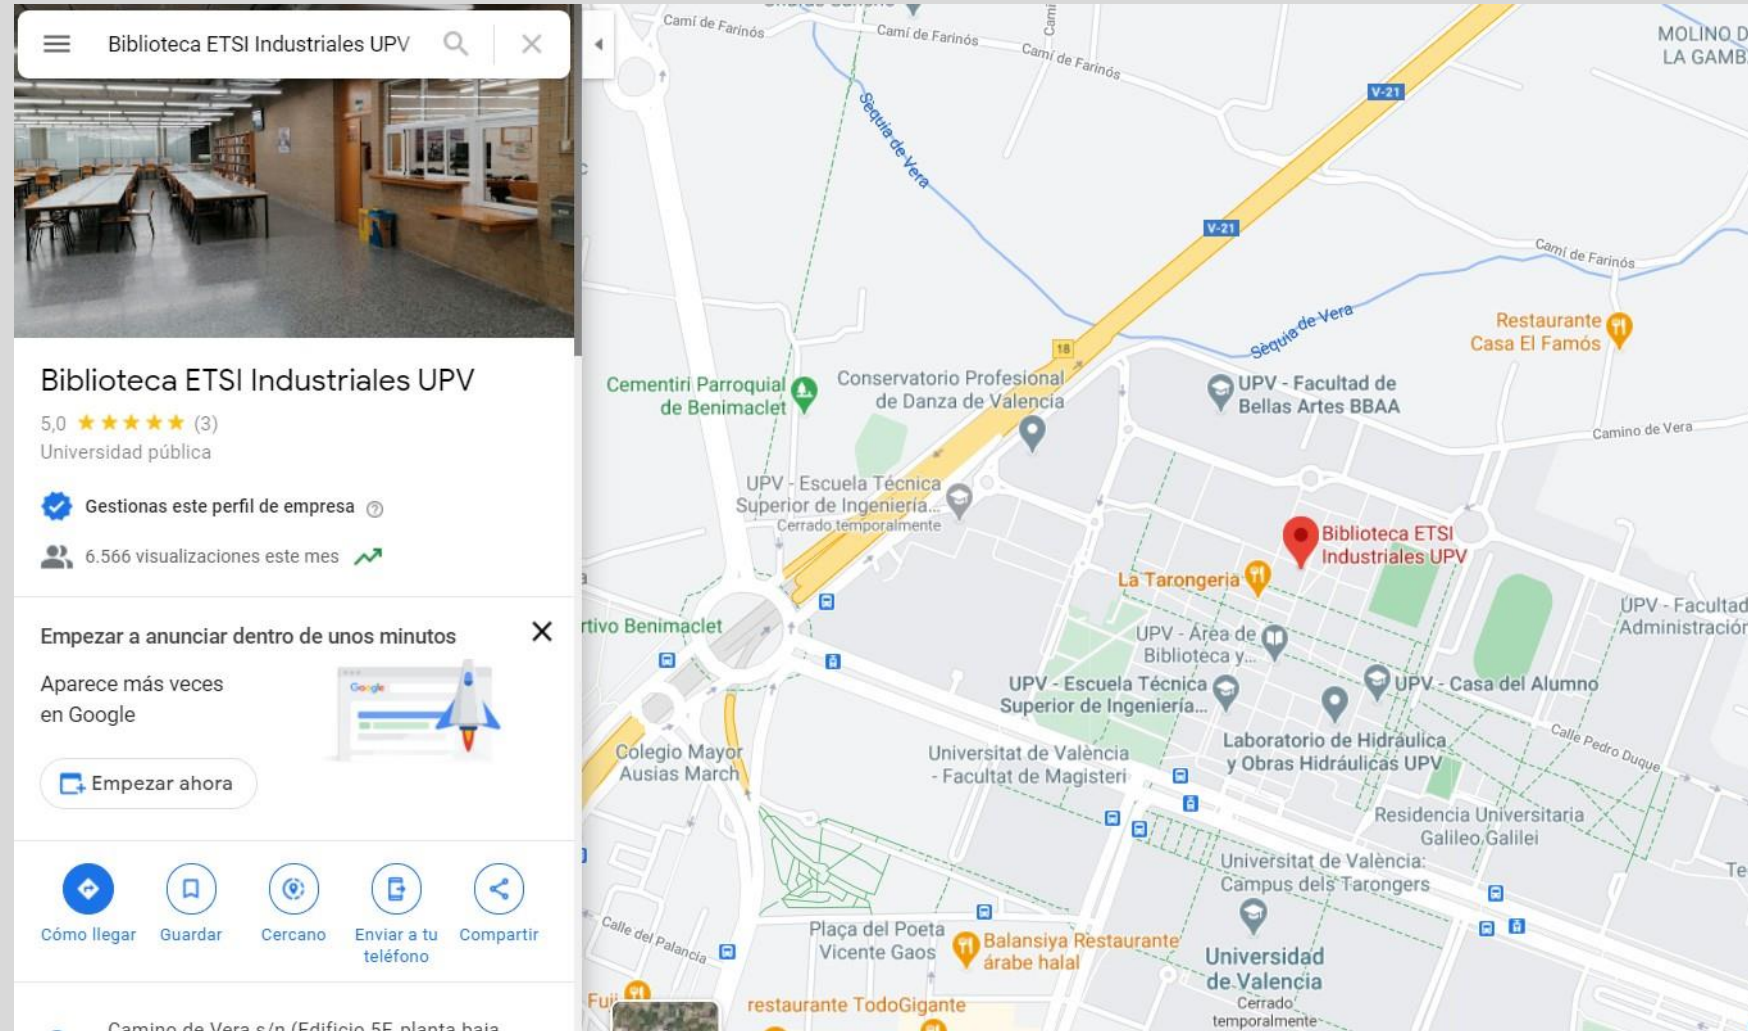 Biblioteca ETSI Industriales UPV
Biblioteca ETSI Industriales UPV
5,0 ★★★★★ (3)
Universidad pública
Gestionas este perfil de empresa
6.566 visualizaciones este mes
Empezar a anunciar dentro de unos minutos
Aparece más veces
en Google
Google
Empezar ahora
Cómo llegar
Guardar
Cercano
Enviar a tu
teléfono
Compartir
Camino de Vera s/n (Edificio 5F, planta baja
Camí de Farinós
Camí de Farinós
Camí de Farinós
Camí
MOLINO D
LA GAMB
V-21
Sèquia de Vera
V-21
Camí de Farinós
Sèquia de Vera
Restaurante
Casa El Famós
18
Cementiri Parroquial
de Benimaclet
Conservatorio Profesional
de Danza de Valencia
UPV - Facultad de
Bellas Artes BBAA
Camino de Vera
UPV - Escuela Técnica
Superior de Ingeniería...
Cerrado temporalmente
Biblioteca ETSI
Industriales UPV
La Tarongeria
UPV - Facultad
Administración
rtivo Benimaclet
UPV - Área de
Biblioteca y...
UPV - Escuela Técnica
Superior de Ingeniería...
UPV - Casa del Alumno
Laboratorio de Hidráulica
y Obras Hidráulicas UPV
Calle Pedro Duque
Colegio Mayor
Ausias March
Universitat de València
- Facultat de Magisteri
Residencia Universitaria
Galileo Galilei
Universitat de València:
Campus dels Tarongers
Te
Calle del Palancia
Plaça del Poeta
Vicente Gaos
Balansiya Restaurante
árabe halal
Universidad
de Valencia
Cerrado
temporalmente
Fuji
restaurante TodoGigante